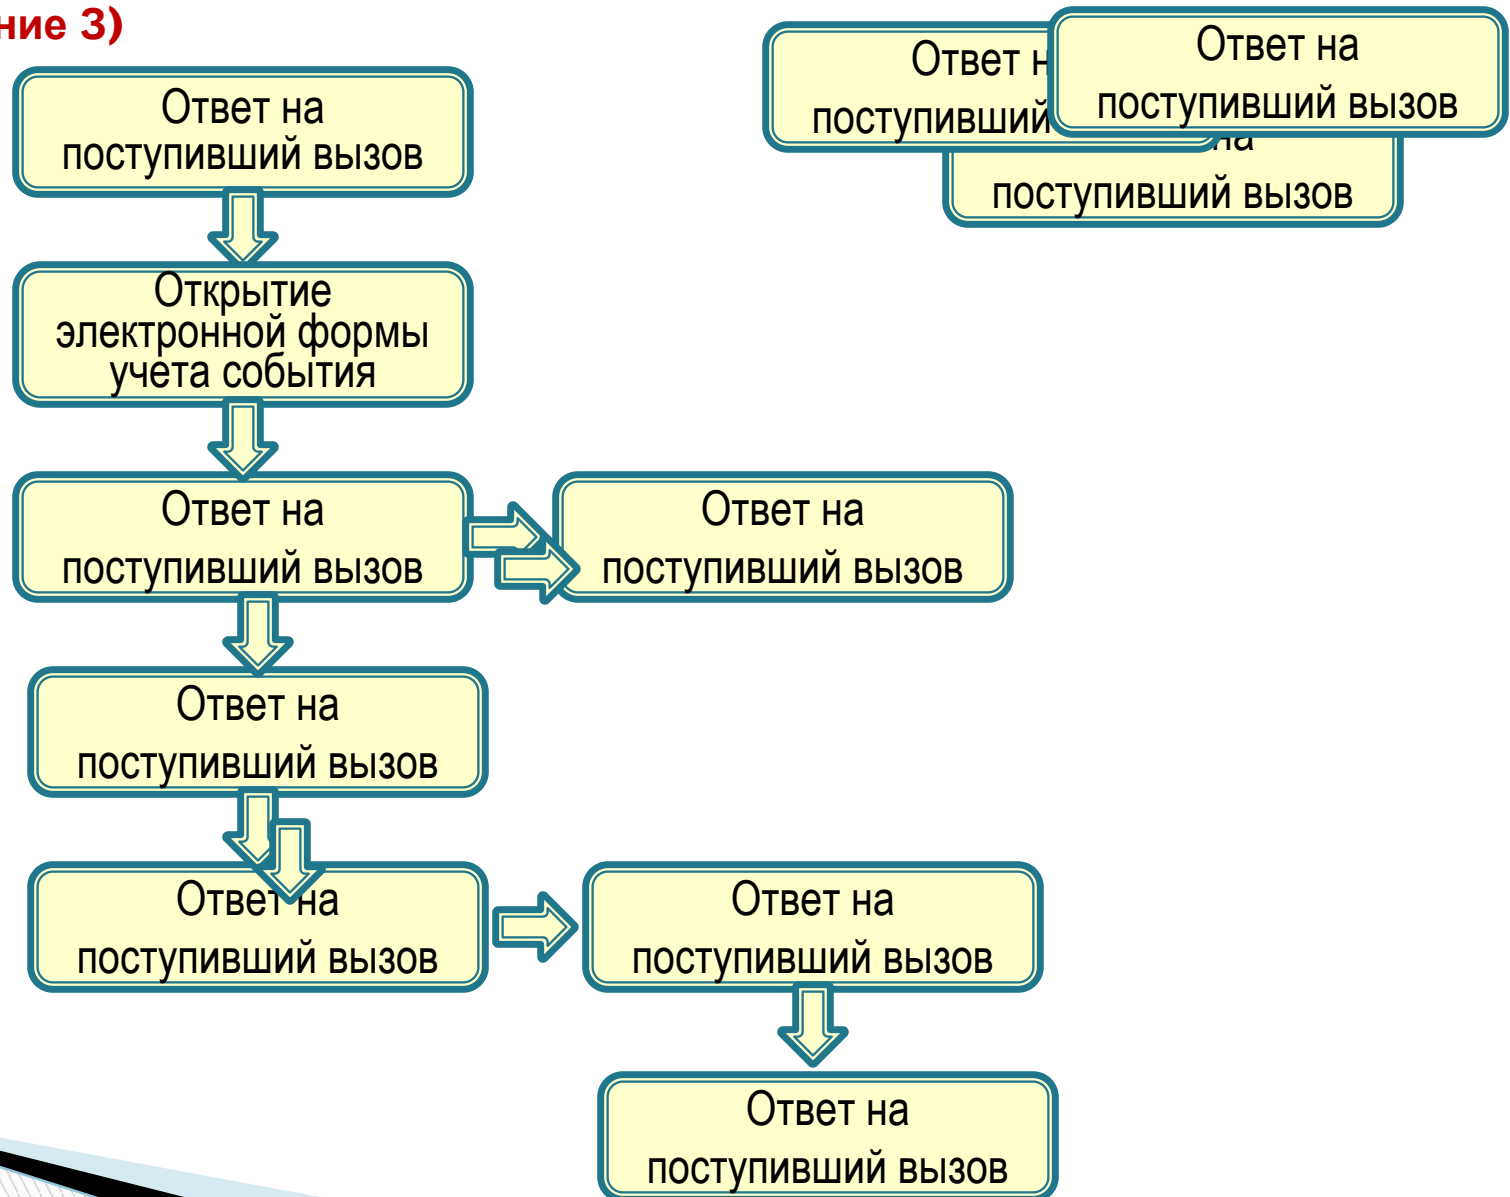 ние 3)
Ответ на
поступивший вызов
Открытие
электронной формы
учета события
Ответ на
поступивший вызов
Ответ на
поступивший вызов
Ответ на
поступивший вызов
Ответ на
поступивший вызов
Ответ на
поступивший вызов
Ответ на
поступивший вызов
Ответ н
поступивший
Ответ на
поступивший вызов
на
поступивший вызов